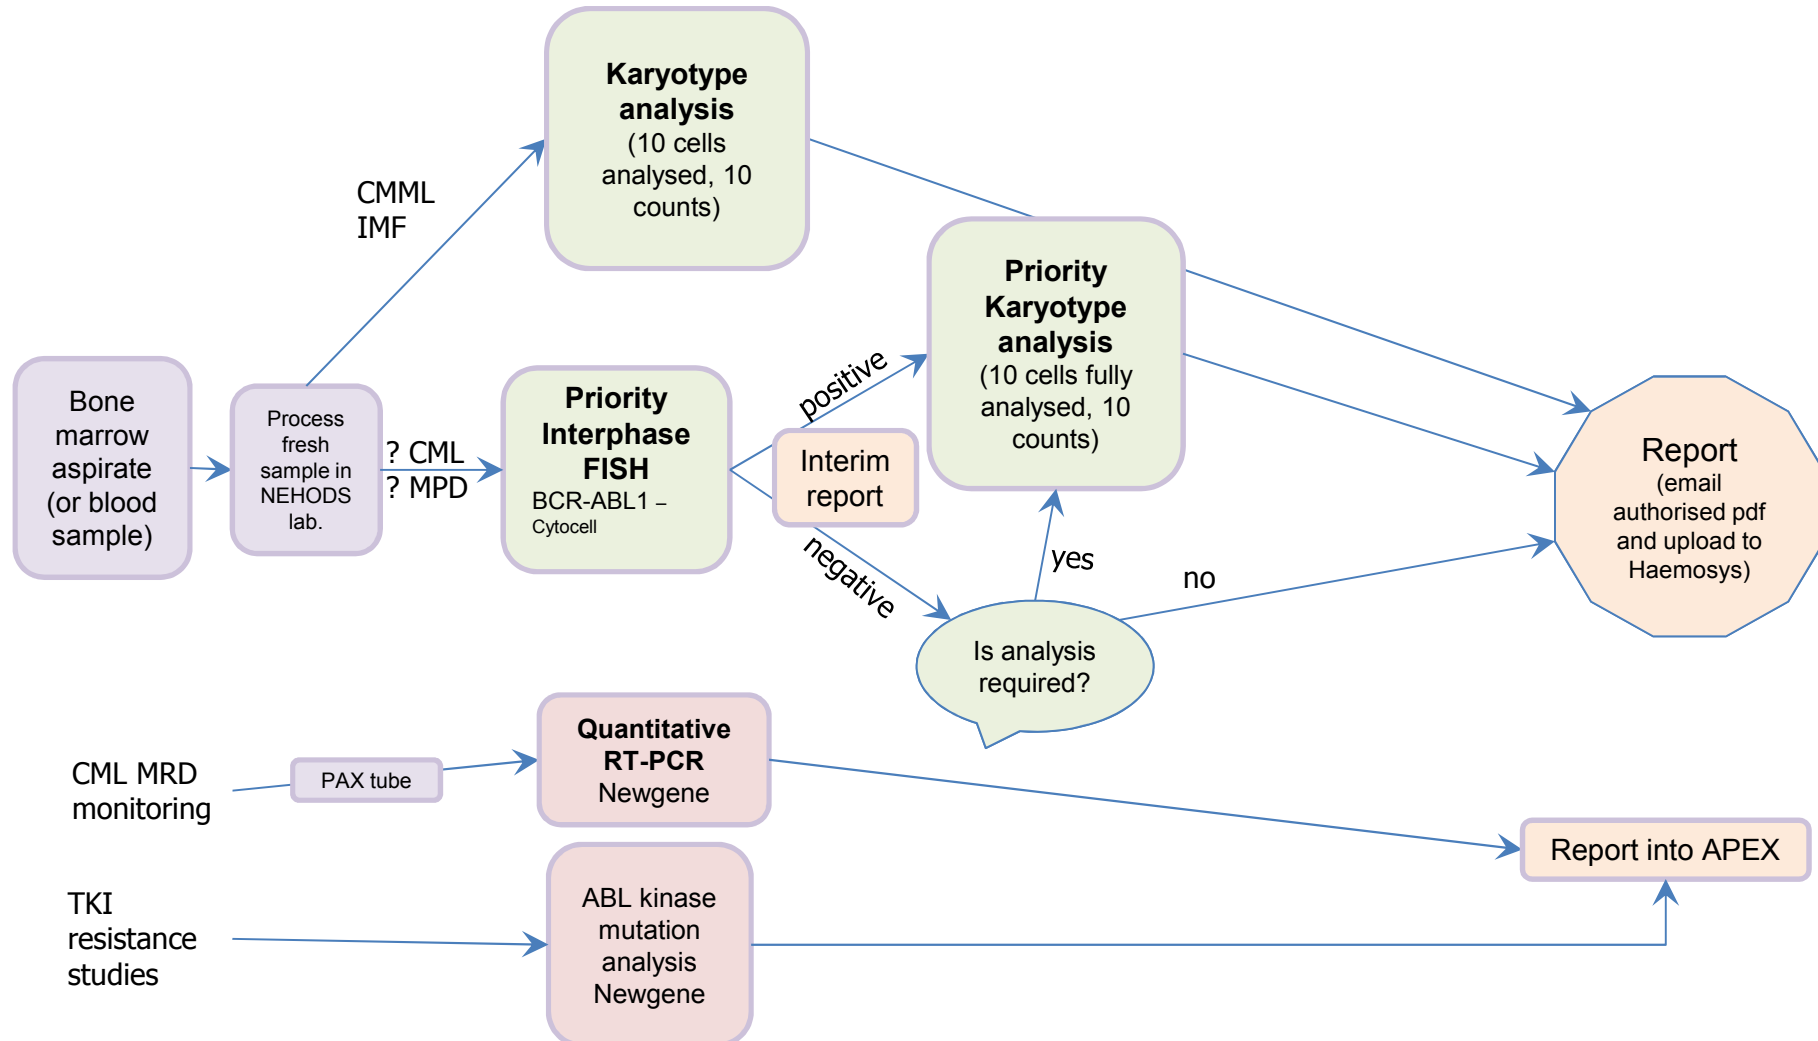 Karyotype
analysis
(10 cells
analysed, 10
counts)
CMML
IMF
Priority
Karyotype
analysis
(10 cells fully
analysed, 10
counts)
Bone
marrow
aspirate
(or blood
sample)
Process
fresh
sample in
NEHODS
lab.
? CML
? MPD
Priority
Interphase
FISH
BCR-ABL1 –
Cytocell
positive
Interim
report
negative
Report
(email
authorised pdf
and upload to
Haemosys)
yes
no
Is analysis
required?
CML MRD
monitoring
PAX tube
Quantitative
RT-PCR
Newgene
Report into APEX
TKI
resistance
studies
ABL kinase
mutation
analysis
Newgene